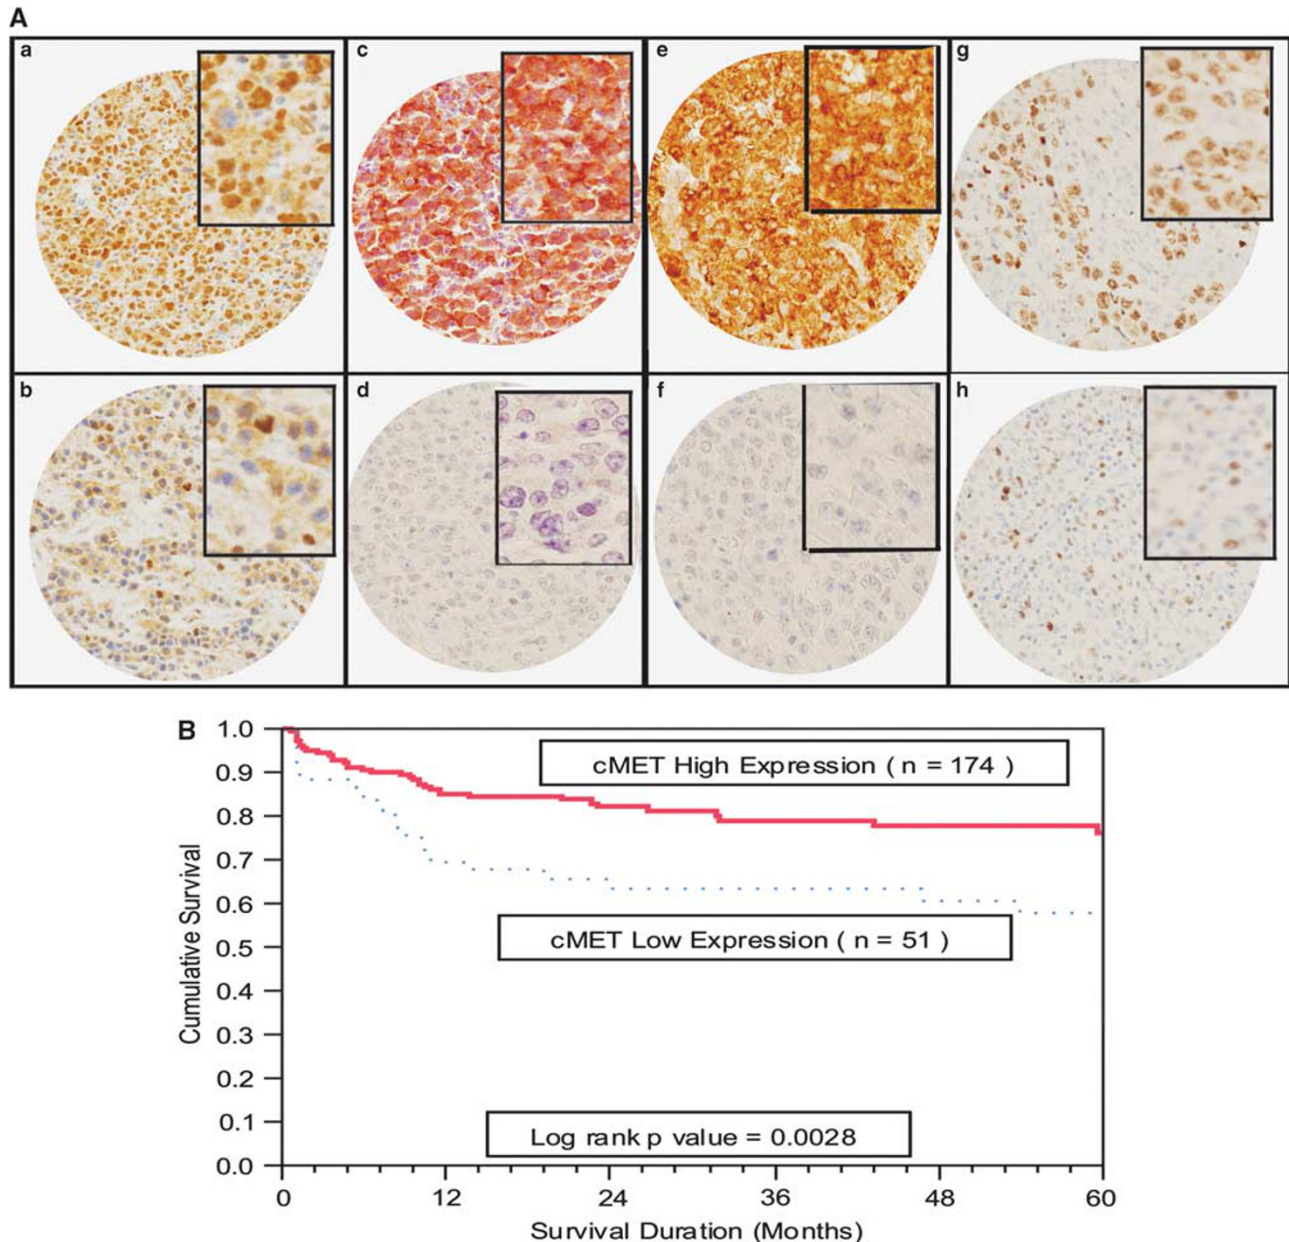 A
a
c
e
g
b
d
f
h
B
1.0
0.9
0.8
0.7
0.6
0.5
0.4
0.3
0.2
0.1
0.0
Cumulative Survival
cMET High Expression ( n = 174 )
cMET Low Expression ( n = 51 )
Log rank p value = 0.0028
0 12 24 36 48 60
Survival Duration (Months)